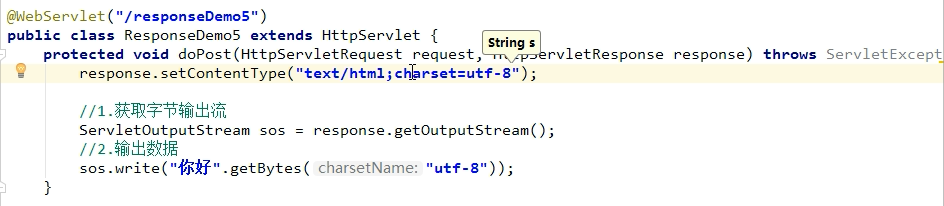 @WebServlet("/responseDemo5")
public class ResponseDemo5 extends HttpServlet {
String s
protected void doPost(HttpServletRequest request, HttpServletResponse response) throws ServletExcept
response.setContentType("text/html;charset=utf-8");
//1.获取字节输出流
ServletOutputStream sos = response.getOutputStream();
//2.输出数据
sos.write("你好".getBytes( charsetName: "utf-8"));
}